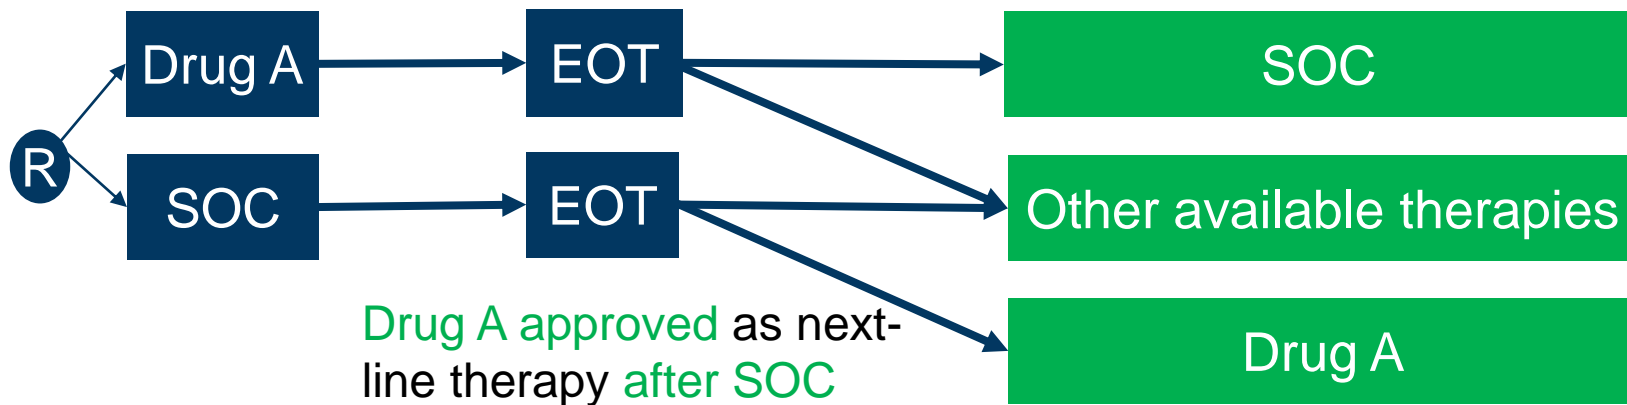 Drug A
EOT
SOC
R
SOC
EOT
Other available therapies
Drug A approved as next-
line therapy after SOC
Drug A